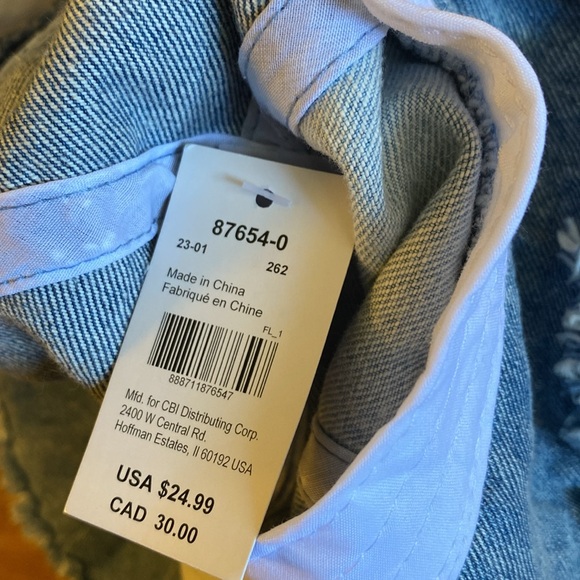 87654-0
23-01 262
Made in China
Fabriqué en Chine
FL_1
888711876547
Mfd. for CBI Distributing Corp.
2400 W Central Rd.
Hoffman Estates, Il 60192 USA
USA $24.99
CAD 30.00